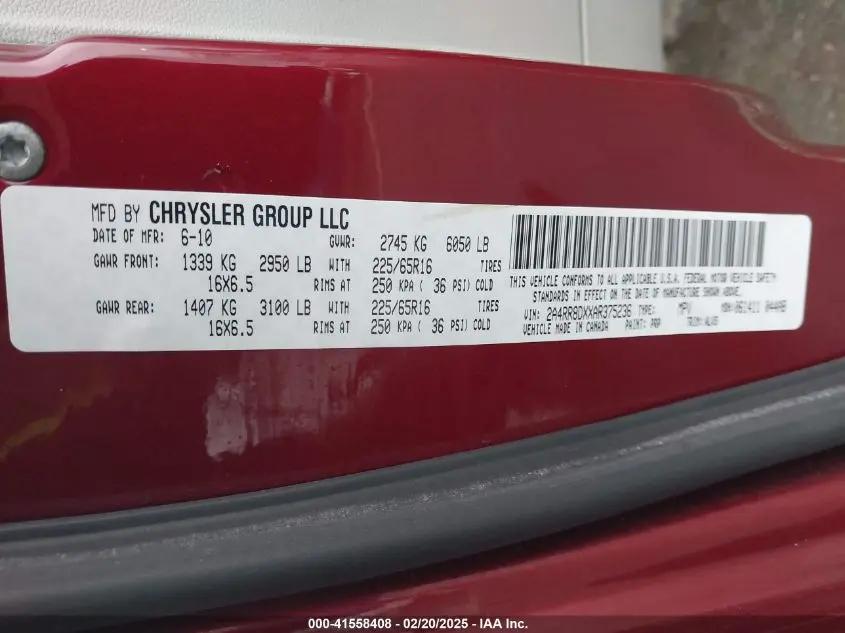 MFD BY CHRYSLER GROUP LLC
DATE OF MFR: 6-10 GVWR: 2745 KG 6050 LB
GAWR FRONT: 1339 KG 2950 LB WITH 225/65R16 TIRES
16X6.5 RIMS AT 250 KPA ( 36 PSI) COLD
GAWR REAR: 1407 KG 3100 LB WITH 225/65R16 TIRES
16X6.5 RIMS AT 250 KPA ( 36 PSI) COLD
THIS VEHICLE CONFORMS TO ALL APPLICABLE U.S.A. FEDERAL MOTOR VEHICLE SAFETY
STANDARDS IN EFFECT ON THE DATE OF MANUFACTURE SHOWN ABOVE.
VIN: 2A4RR8DXXAR375236 TYPE: MPV MDH:061411 044AAB
VEHICLE MADE IN CANADA PAINT: PRP TRIM:
000-41558408 - 02/20/2025 - IAA Inc.